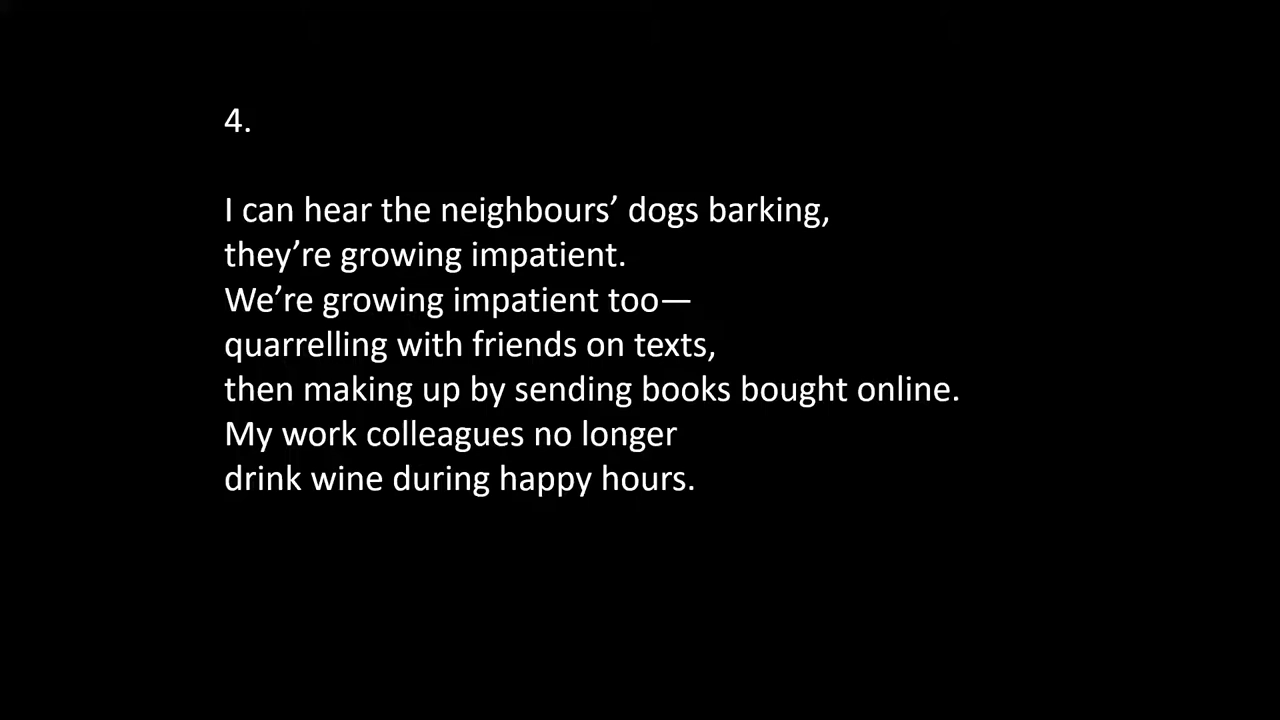 4.
I can hear the neighbours’ dogs barking,
they’re growing impatient.
We’re growing impatient too—
quarrelling with friends on texts,
then making up by sending books bought online.
My work colleagues no longer
drink wine during happy hours.